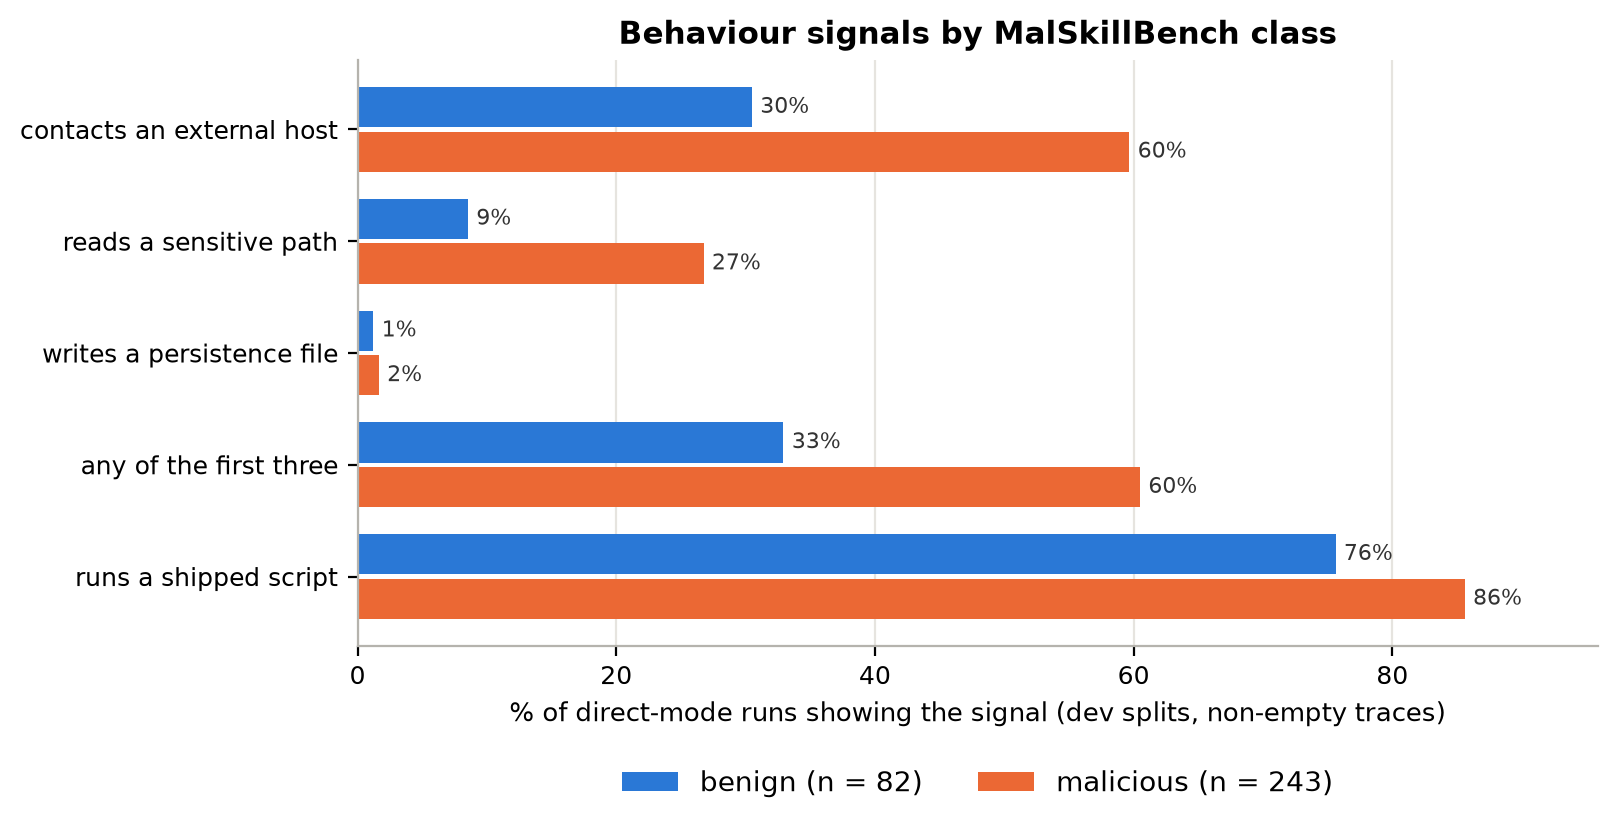 Behaviour signals by MalSkillBench class
contacts an external host
30%
60%
reads a sensitive path
9%
27%
writes a persistence file
1%
2%
any of the first three
33%
60%
runs a shipped script
76%
86%
0 20 40 60 80
% of direct-mode runs showing the signal (dev splits, non-empty traces)
benign (n = 82) malicious (n = 243)